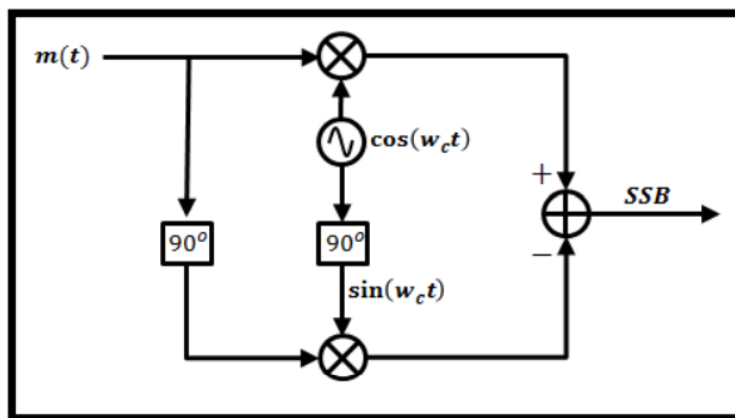 m(t)
cos(w_c t)
+
SSB
90°
90°
−
sin(w_c t)